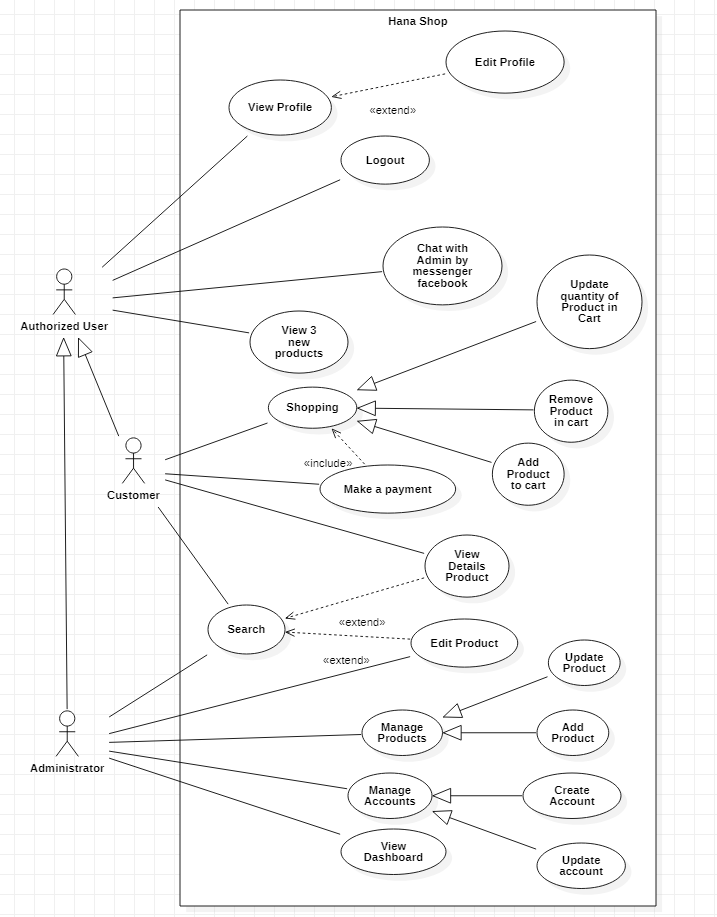 Hana Shop
Edit Profile
View Profile
«extend»
Logout
Chat with
Admin by
messenger
facebook
Update
quantity of
Product in
Cart
Authorized User
View 3
new
products
Shopping
Remove
Product
in cart
«include»
Add
Product
to cart
Customer
Make a payment
View
Details
Product
Search
«extend»
Edit Product
«extend»
Update
Product
Manage
Products
Add
Product
Administrator
Manage
Accounts
Create
Account
View
Dashboard
Update
account